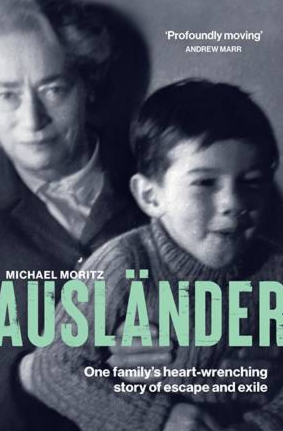 'Profoundly moving'
ANDREW MARR
MICHAEL MORITZ
AUSLÄNDER
One family's heart-wrenching
story of escape and exile